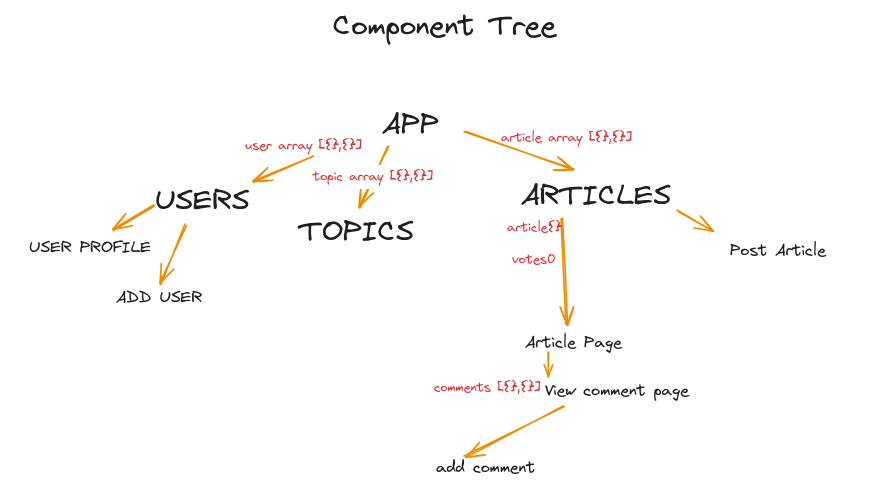 Component Tree
APP
user array [{},{}]
article array [{},{}]
topic array [{},{}]
USERS
ARTICLES
TOPICS
article{}
USER PROFILE
Post Article
votes0
ADD USER
Article Page
comments [{},{}]
View comment page
add comment